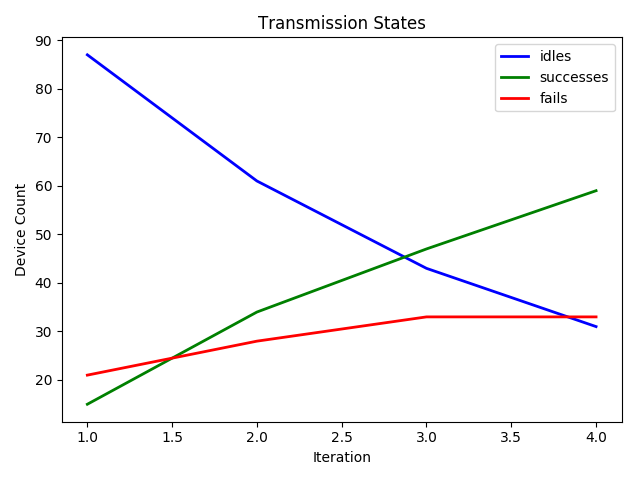 Transmission States
90
80
70
60
50
40
30
20
Device Count
idles
successes
fails
1.0 1.5 2.0 2.5 3.0 3.5 4.0
Iteration